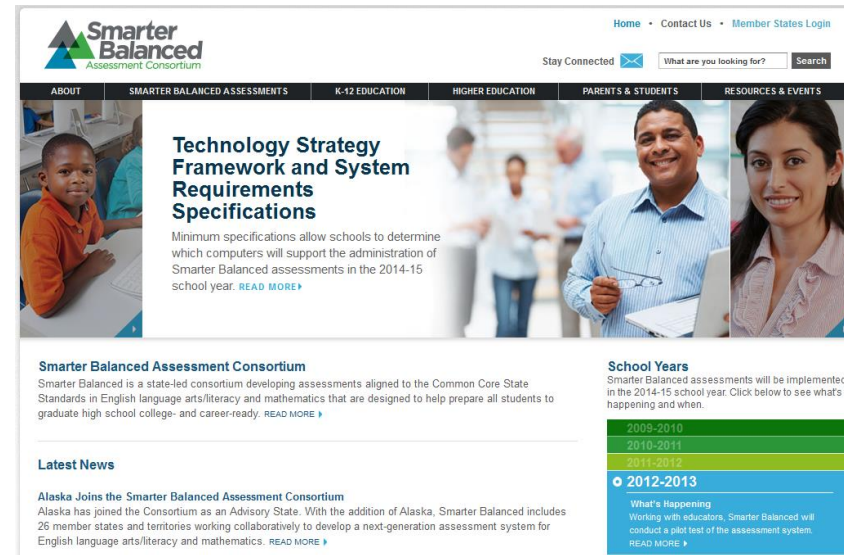 Smarter
Balanced
Assessment Consortium
Home • Contact Us • Member States Login
Stay Connected
What are you looking for?
Search
ABOUT
SMARTER BALANCED ASSESSMENTS
K-12 EDUCATION
HIGHER EDUCATION
PARENTS & STUDENTS
RESOURCES & EVENTS
Technology Strategy
Framework and System
Requirements
Specifications
Minimum specifications allow schools to determine
which computers will support the administration of
Smarter Balanced assessments in the 2014-15
school year. READ MORE
Smarter Balanced Assessment Consortium
Smarter Balanced is a state-led consortium developing assessments aligned to the Common Core State
Standards in English language arts/literacy and mathematics that are designed to help prepare all students to
graduate high school college- and career-ready. READ MORE
Latest News
Alaska Joins the Smarter Balanced Assessment Consortium
Alaska has joined the Consortium as an Advisory State. With the addition of Alaska, Smarter Balanced includes
26 member states and territories working collaboratively to develop a next-generation assessment system for
English language arts/literacy and mathematics. READ MORE
School Years
Smarter Balanced assessments will be implemented
in the 2014-15 school year. Click below to see what's
happening and when.
2009-2010
2010-2011
2011-2012
2012-2013
What's Happening
Working with educators, Smarter Balanced will
conduct a pilot test of the assessment system.
READ MORE